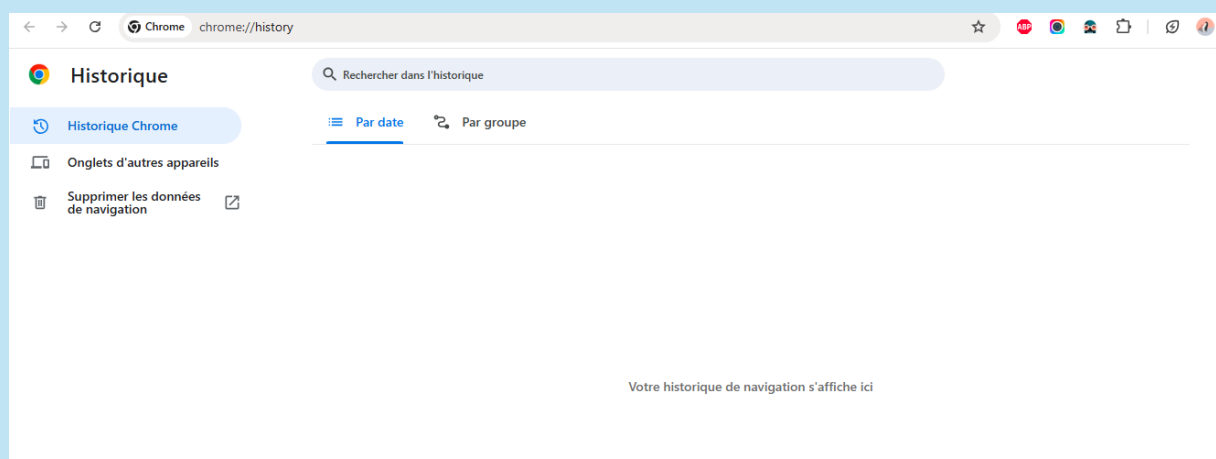 Chrome chrome://history
ABP
Historique
Rechercher dans l'historique
Historique Chrome
Par date Par groupe
Onglets d'autres appareils
Supprimer les données
de navigation
Votre historique de navigation s'affiche ici